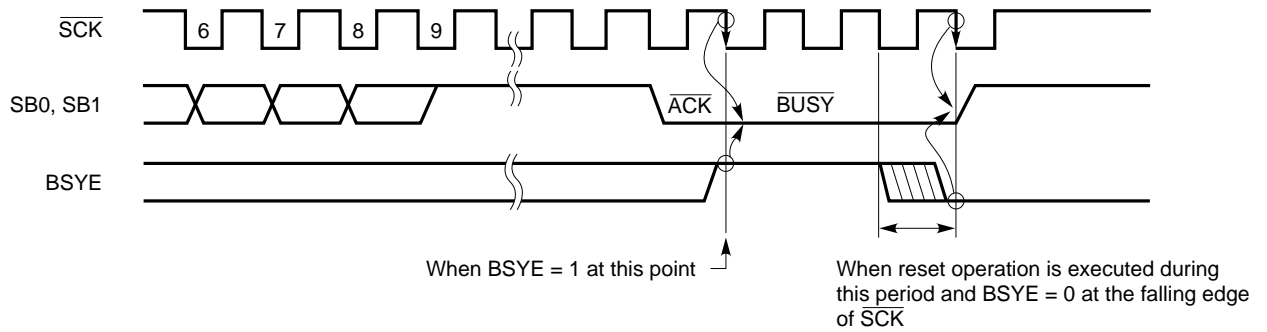 SCK
6 7 8 9
SB0, SB1
ACK
BUSY
BSYE
When BSYE = 1 at this point
When reset operation is executed during
this period and BSYE = 0 at the falling edge
of SCK